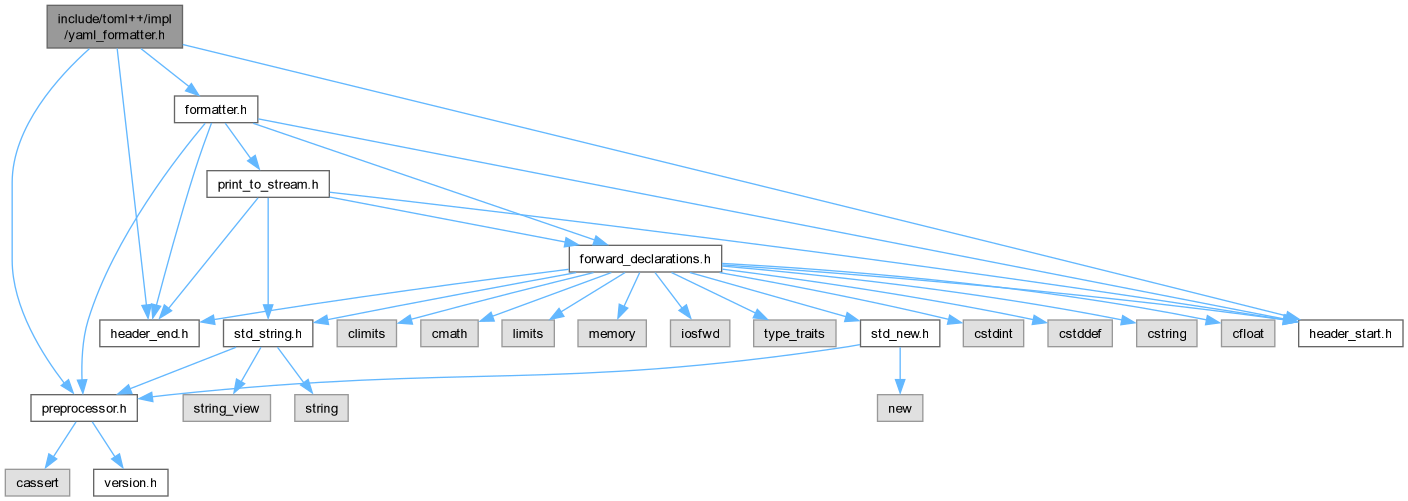 include/toml++/impl
/yaml_formatter.h
formatter.h
print_to_stream.h
forward_declarations.h
header_end.h
std_string.h
climits
cmath
limits
memory
iosfwd
type_traits
std_new.h
cstdint
cstddef
cstring
cfloat
header_start.h
preprocessor.h
string_view
string
new
cassert
version.h